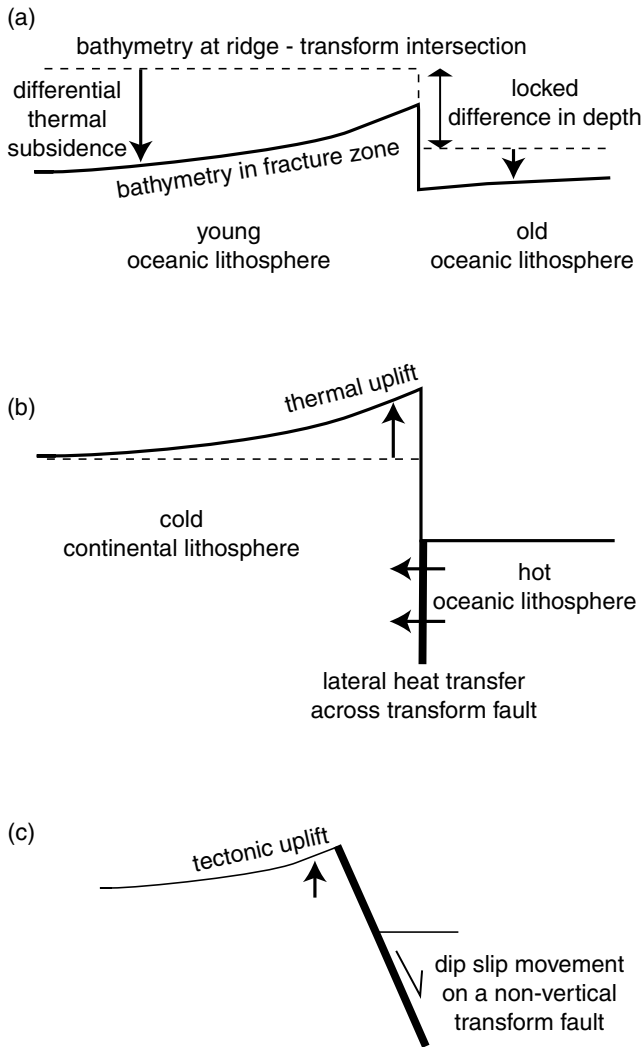 (a)
bathymetry at ridge - transform intersection
differential
thermal
subsidence
locked
difference in depth
bathymetry in fracture zone
young
oceanic lithosphere
old
oceanic lithosphere
(b)
thermal uplift
cold
continental lithosphere
hot
oceanic lithosphere
lateral heat transfer
across transform fault
(c)
tectonic uplift
dip slip movement
on a non-vertical
transform fault